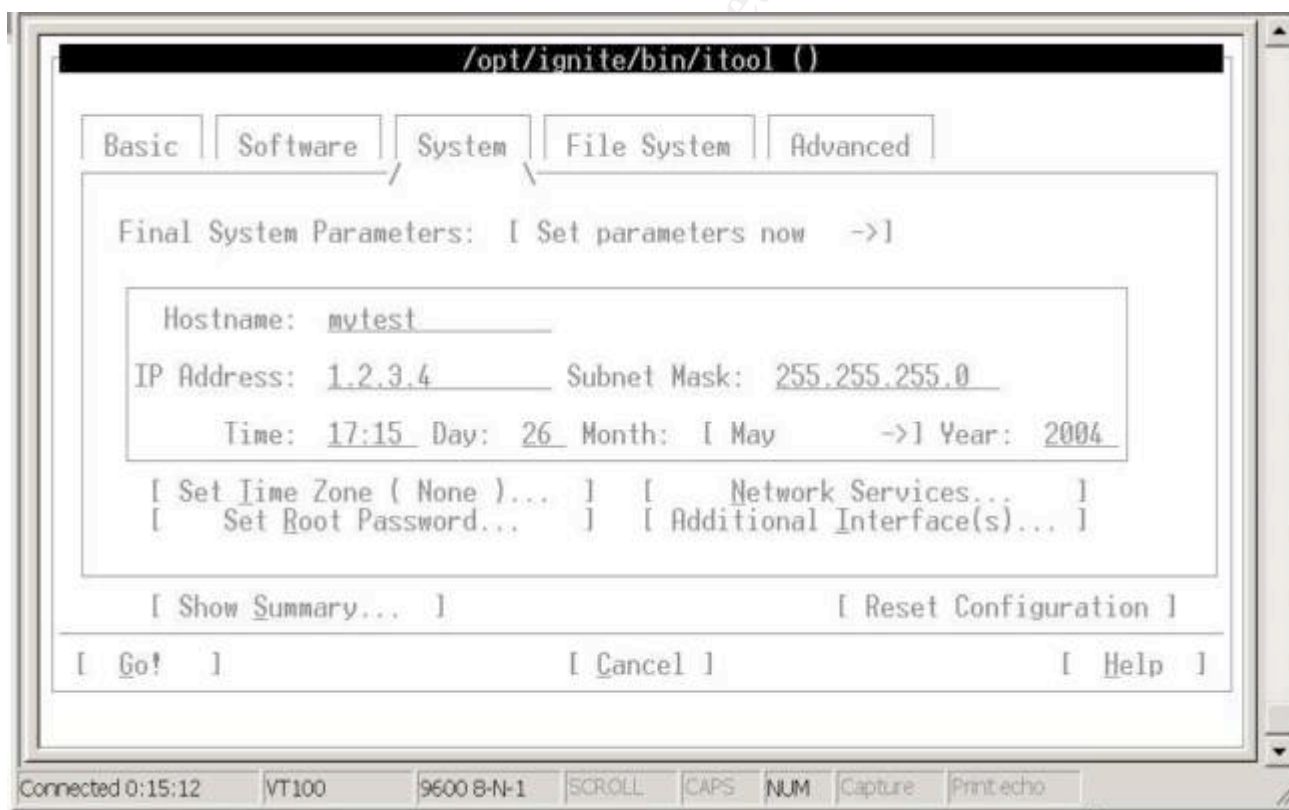 /opt/ignite/bin/itool ()
Basic Software System File System Advanced
Final System Parameters: [ Set parameters now ->]
Hostname: mytest
IP Address: 1.2.3.4 Subnet Mask: 255.255.255.0
Time: 17:15 Day: 26 Month: [ May ->] Year: 2004
[ Set Time Zone ( None )... ] [ Network Services... ]
[ Set Root Password... ] [ Additional Interface(s)... ]
[ Show Summary... ] [ Reset Configuration ]
[ Go! ] [ Cancel ] [ Help ]
Connected 0:15:12 VT100 9600 8-N-1 SCROLL CAPS NUM Capture Print echo